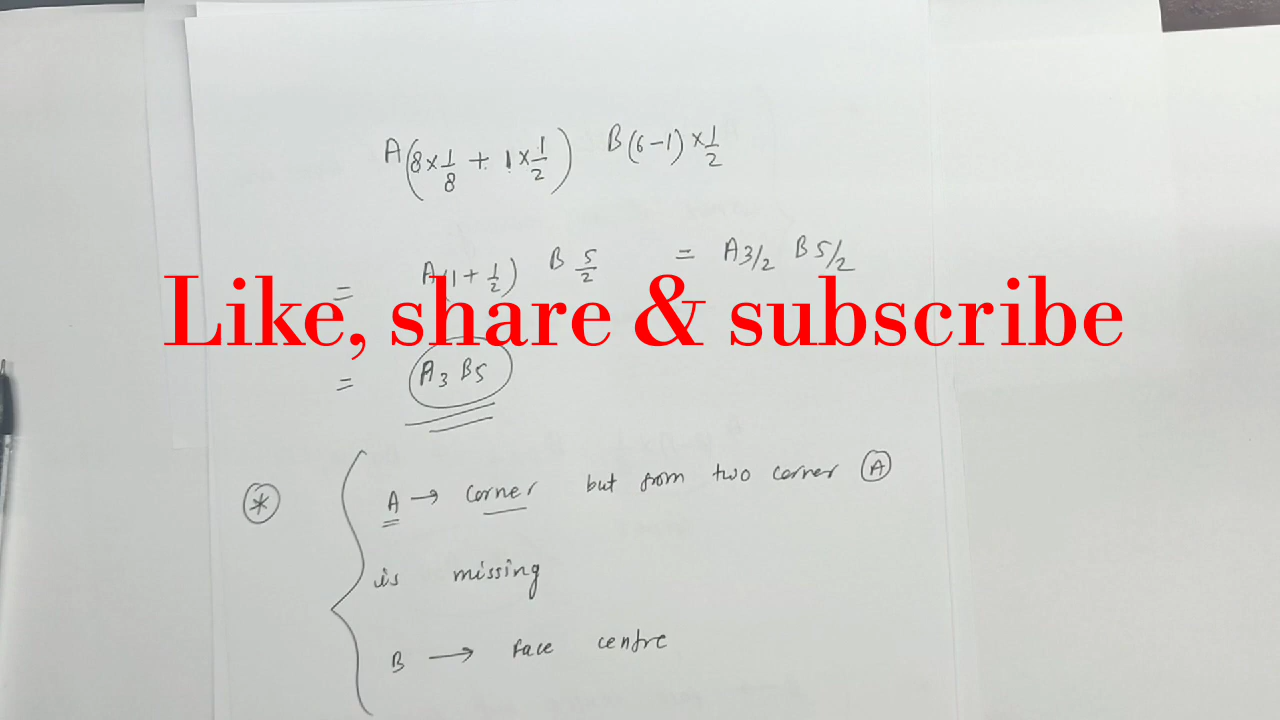 A(8×1/8 + 1×1/2) B(6-1)×1/2
= A(1+1/2) B 5/2 = A3/2 B5/2
Like, share & subscribe
= A3 B5
* A → corner but from two corner A
is missing
B → face centre